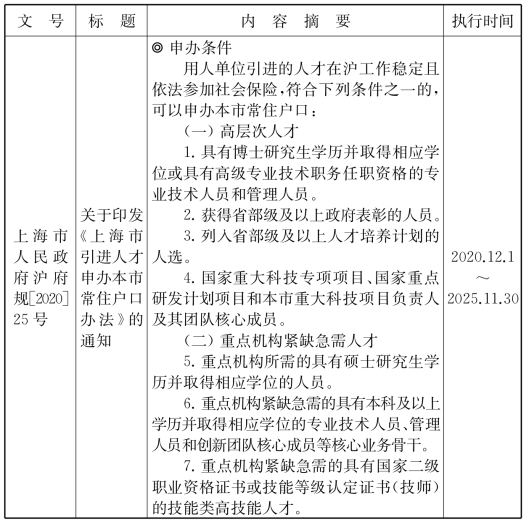 文 号
标 题
内 容 摘 要
执行时间
上海市
人民政
府沪府
规[2020]
25号
关于印发
《上海市
引进人才
申办本市
常住户口
办法》的
通知
◎ 申办条件
用人单位引进的人才在沪工作稳定且
依法参加社会保险,符合下列条件之一的,
可以申办本市常住户口:
(一)高层次人才
1. 具有博士研究生学历并取得相应学
位或具有高级专业技术职务任职资格的专
业技术人员和管理人员。
2. 获得省部级及以上政府表彰的人员。
3. 列入省部级及以上人才培养计划的
人选。
4. 国家重大科技专项项目、国家重点
研发计划项目和本市重大科技项目负责人
及其团队核心成员。
(二)重点机构紧缺急需人才
5. 重点机构所需的具有硕士研究生学
历并取得相应学位的人员。
6. 重点机构紧缺急需的具有本科及以上
学历并取得相应学位的专业技术人员、管理
人员和创新团队核心成员等核心业务骨干。
7. 重点机构紧缺急需的具有国家二级
职业资格证书或技能等级认定证书(技师)
的技能类高技能人才。
2020.12.1
~
2025.11.30